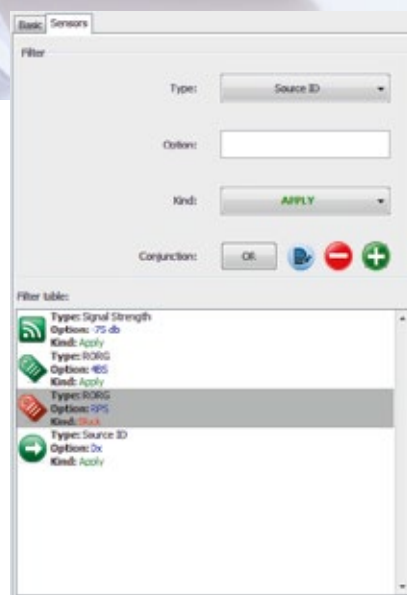 Basic Sensors
Filter
Type: Source ID
Option:
Kind: APPLY
Conjunction: OR
Filter table:
Type: Signal Strength
Option: -75 db
Kind: Apply
Type: RORG
Option: 4BS
Kind: Apply
Type: RORG
Option: RPS
Kind: Block
Type: Source ID
Option: 0x
Kind: Apply